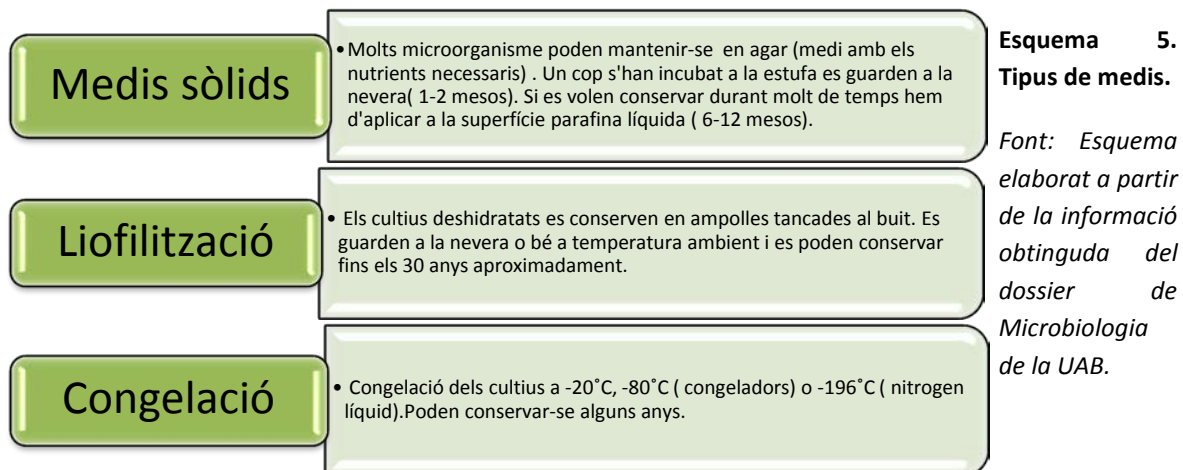 Medis sòlids
•Molts microorganisme poden mantenir-se en agar (medi amb els
nutrients necessaris) . Un cop s'han incubat a la estufa es guarden a la
nevera( 1-2 mesos). Si es volen conservar durant molt de temps hem
d'aplicar a la superfície parafina líquida ( 6-12 mesos).
Liofilització
• Els cultius deshidratats es conserven en ampolles tancades al buit. Es
guarden a la nevera o bé a temperatura ambient i es poden conservar
fins els 30 anys aproximadament.
Congelació
• Congelació dels cultius a -20˚C, -80˚C ( congeladors) o -196˚C ( nitrogen
líquid).Poden conservar-se alguns anys.
Esquema 5.
Tipus de medis.
Font: Esquema
elaborat a partir
de la informació
obtinguda del
dossier de
Microbiologia
de la UAB.